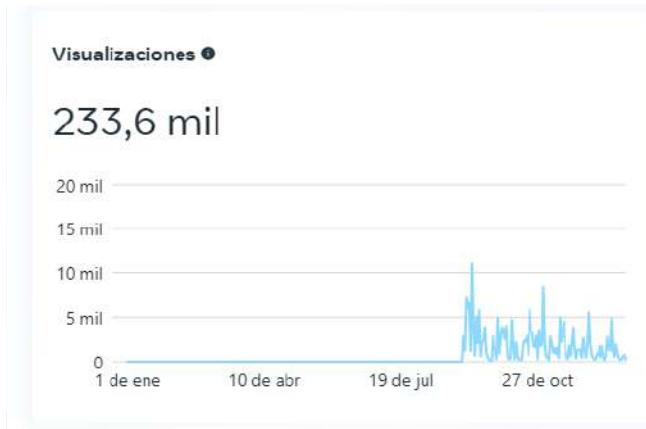 Visualizaciones
233,6 mil
20 mil
15 mil
10 mil
5 mil
0
1 de ene 10 de abr 19 de jul 27 de oct